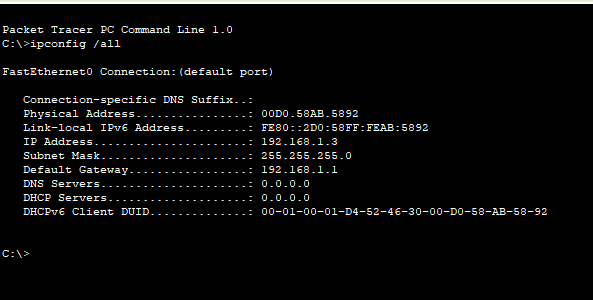 Packet Tracer PC Command Line 1.0
C:\>ipconfig /all
FastEthernet0 Connection:(default port)
Connection-specific DNS Suffix..:
Physical Address................: 00D0.58AB.5892
Link-local IPv6 Address.........: FE80::2D0:58FF:FEAB:5892
IP Address......................: 192.168.1.3
Subnet Mask.....................: 255.255.255.0
Default Gateway.................: 192.168.1.1
DNS Servers.....................: 0.0.0.0
DHCP Servers....................: 0.0.0.0
DHCPv6 Client DUID..............: 00-01-00-01-D4-52-46-30-00-D0-58-AB-58-92
C:\>